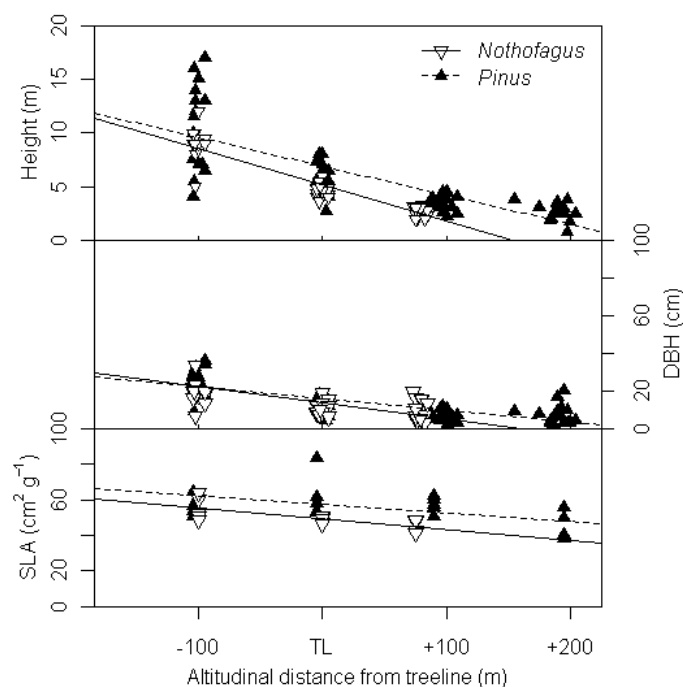 20
15
10
5
0
Height (m)
Nothofagus
Pinus
100
60
20
0
DBH (cm)
100
60
20
0
SLA (cm² g⁻¹)
-100 TL +100 +200
Altitudinal distance from treeline (m)